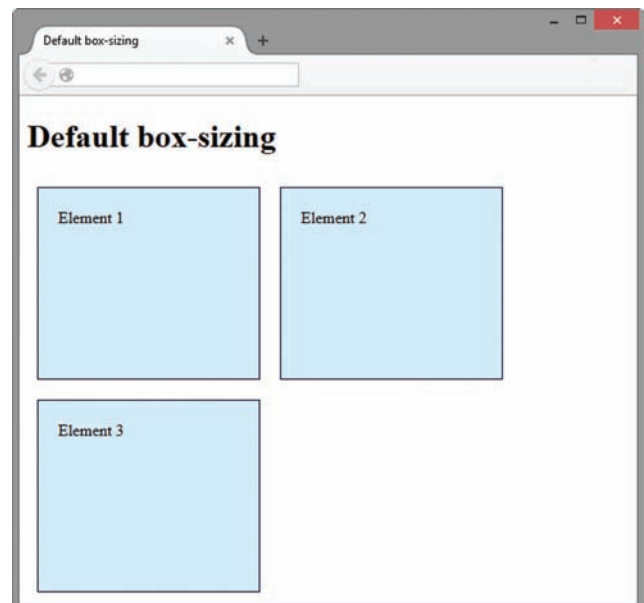 Default box-sizing
Default box-sizing
Element 1
Element 2
Element 3